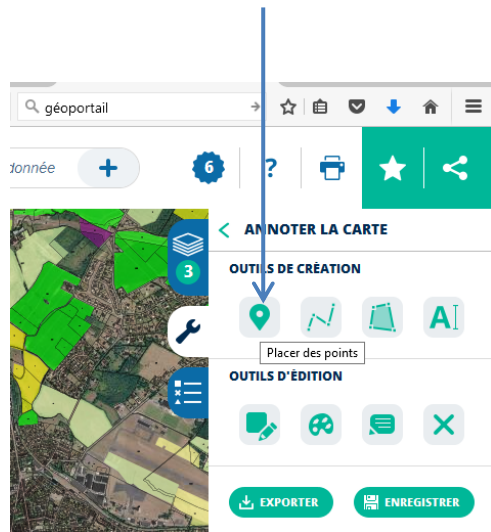 géoportail
donnée
6
?
ANNOTER LA CARTE
3
OUTILS DE CRÉATION
A
Placer des points
OUTILS D'ÉDITION
EXPORTER
ENREGISTRER